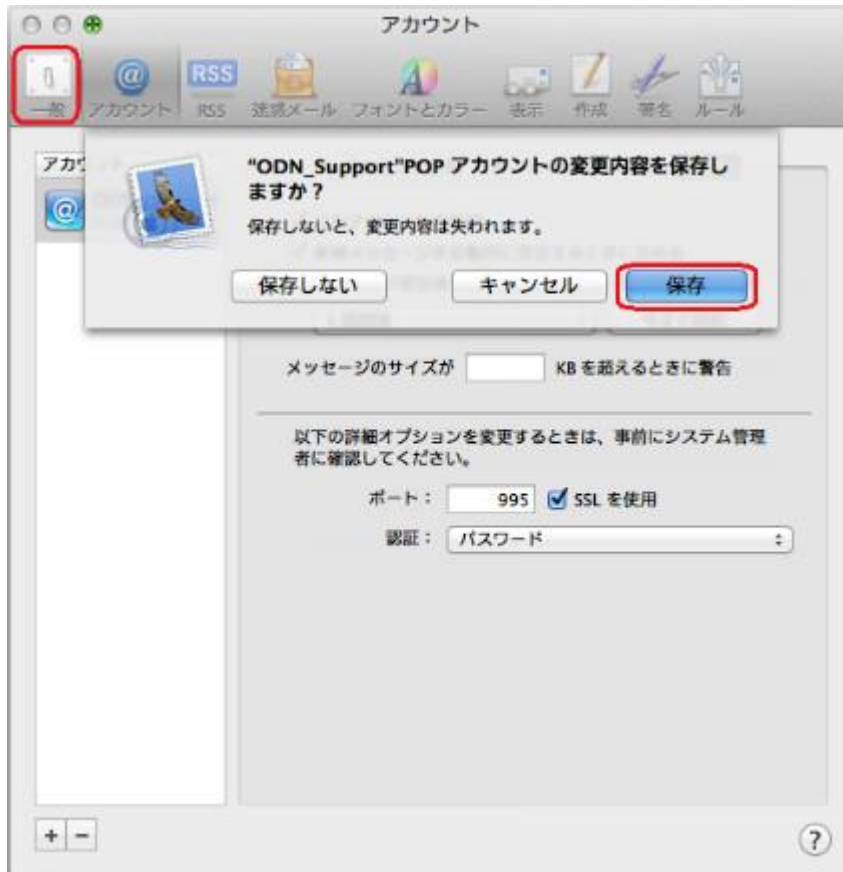 アカウント
一般 アカウント RSS 迷惑メール フォントとカラー 表示 作成 署名 ルール
RSS
"ODN_Support"POP アカウントの変更内容を保存し
ますか？
保存しないと、変更内容は失われます。
保存しない キャンセル 保存
メッセージのサイズが KB を超えるときに警告
以下の詳細オプションを変更するときは、事前にシステム管理
者に確認してください。
ポート： 995 SSL を使用
認証： パスワード
+ − ?